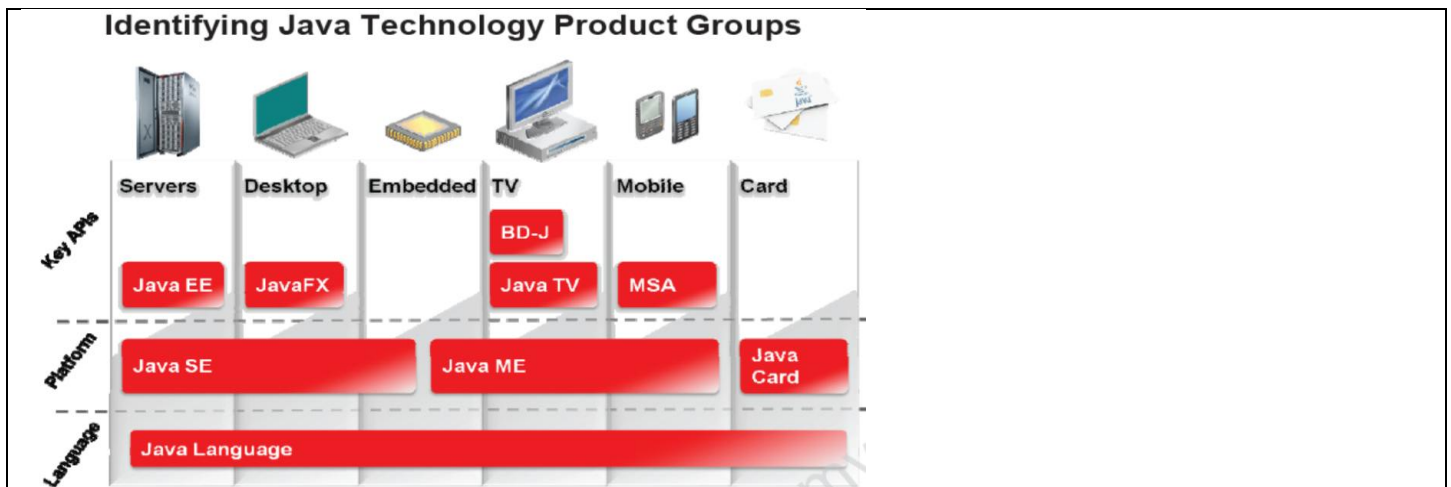 Identifying Java Technology Product Groups
Java
Servers Desktop Embedded TV Mobile Card
Key APIs
BD-J
Java EE JavaFX Java TV MSA
Platform
Java SE Java ME Java
Card
Language
Java Language